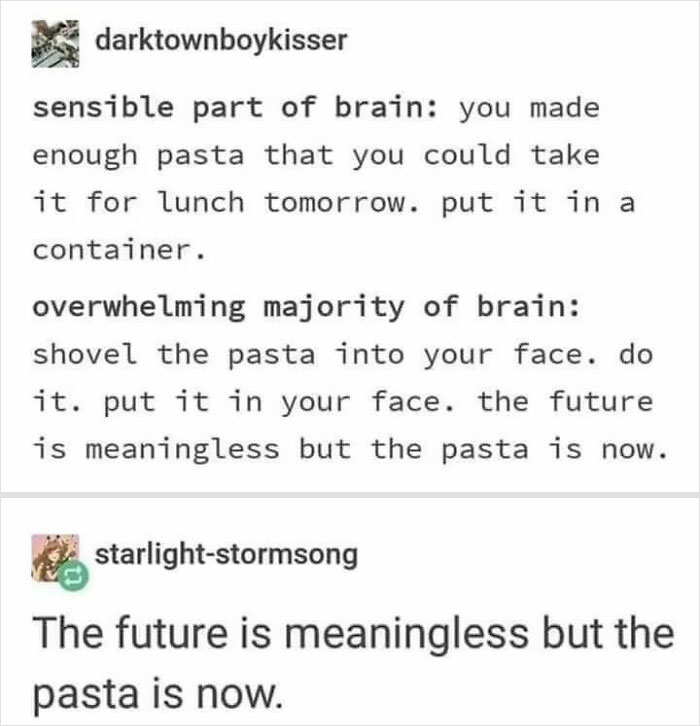 darktownboykisser
sensible part of brain: you made
enough pasta that you could take
it for lunch tomorrow. put it in a
container.
overwhelming majority of brain:
shovel the pasta into your face. do
it. put it in your face. the future
is meaningless but the pasta is now.
starlight-stormsong
The future is meaningless but the
pasta is now.